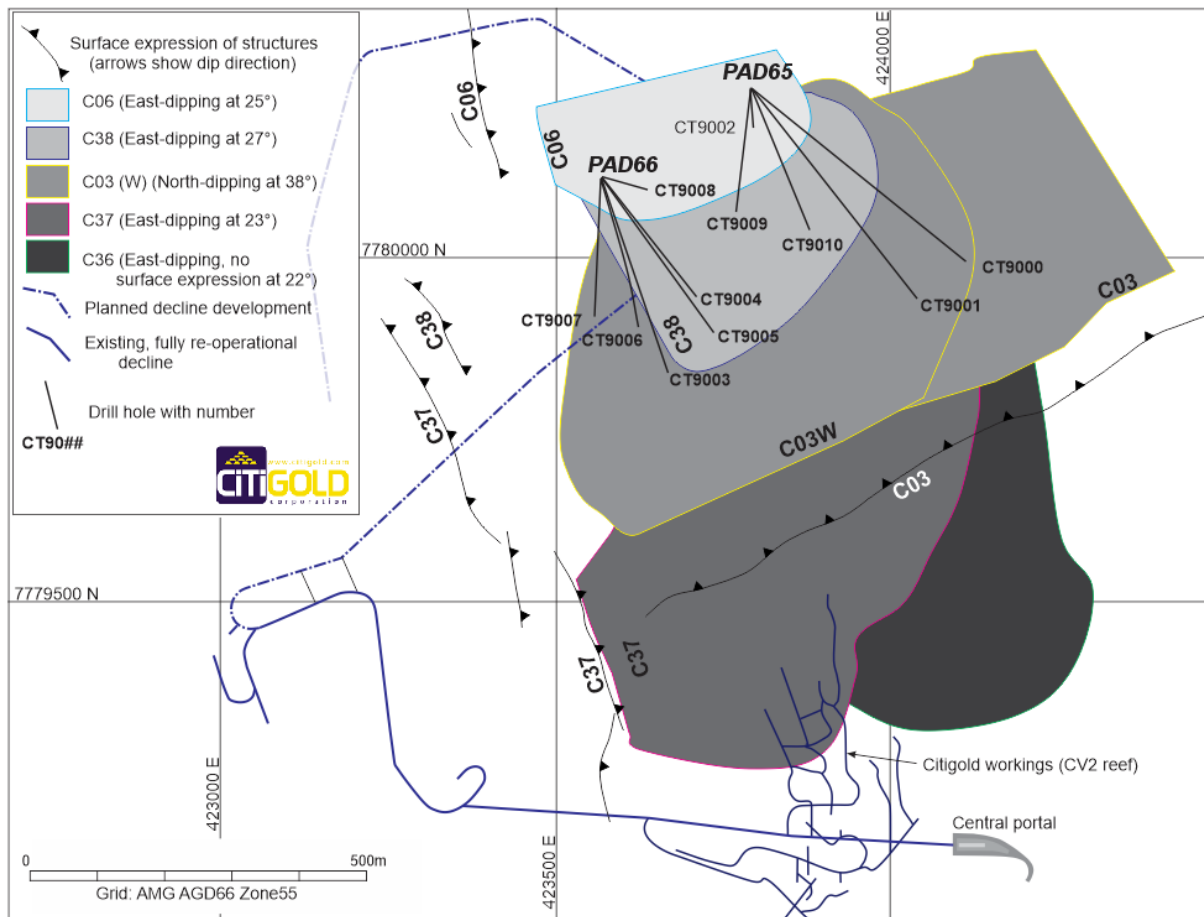 Surface expression of structures
(arrows show dip direction)
C06 (East-dipping at 25°)
C38 (East-dipping at 27°)
C03 (W) (North-dipping at 38°)
C37 (East-dipping at 23°)
C36 (East-dipping, no
surface expression at 22°)
Planned decline development
Existing, fully re-operational
decline
Drill hole with number
CT90##
www.citigold.com
CITIGOLD
corporation
C06
C06
424000 E
PAD65
CT9002
PAD66
CT9008
CT9009
CT9010
7780000 N
CT9000
CT9001
C03
CT9004
CT9007
CT9006
C38
CT9005
CT9003
C38
C37
C03W
C03
7779500 N
C37
C37
423000 E
Citigold workings (CV2 reef)
Central portal
423500 E
0
500m
Grid: AMG AGD66 Zone55